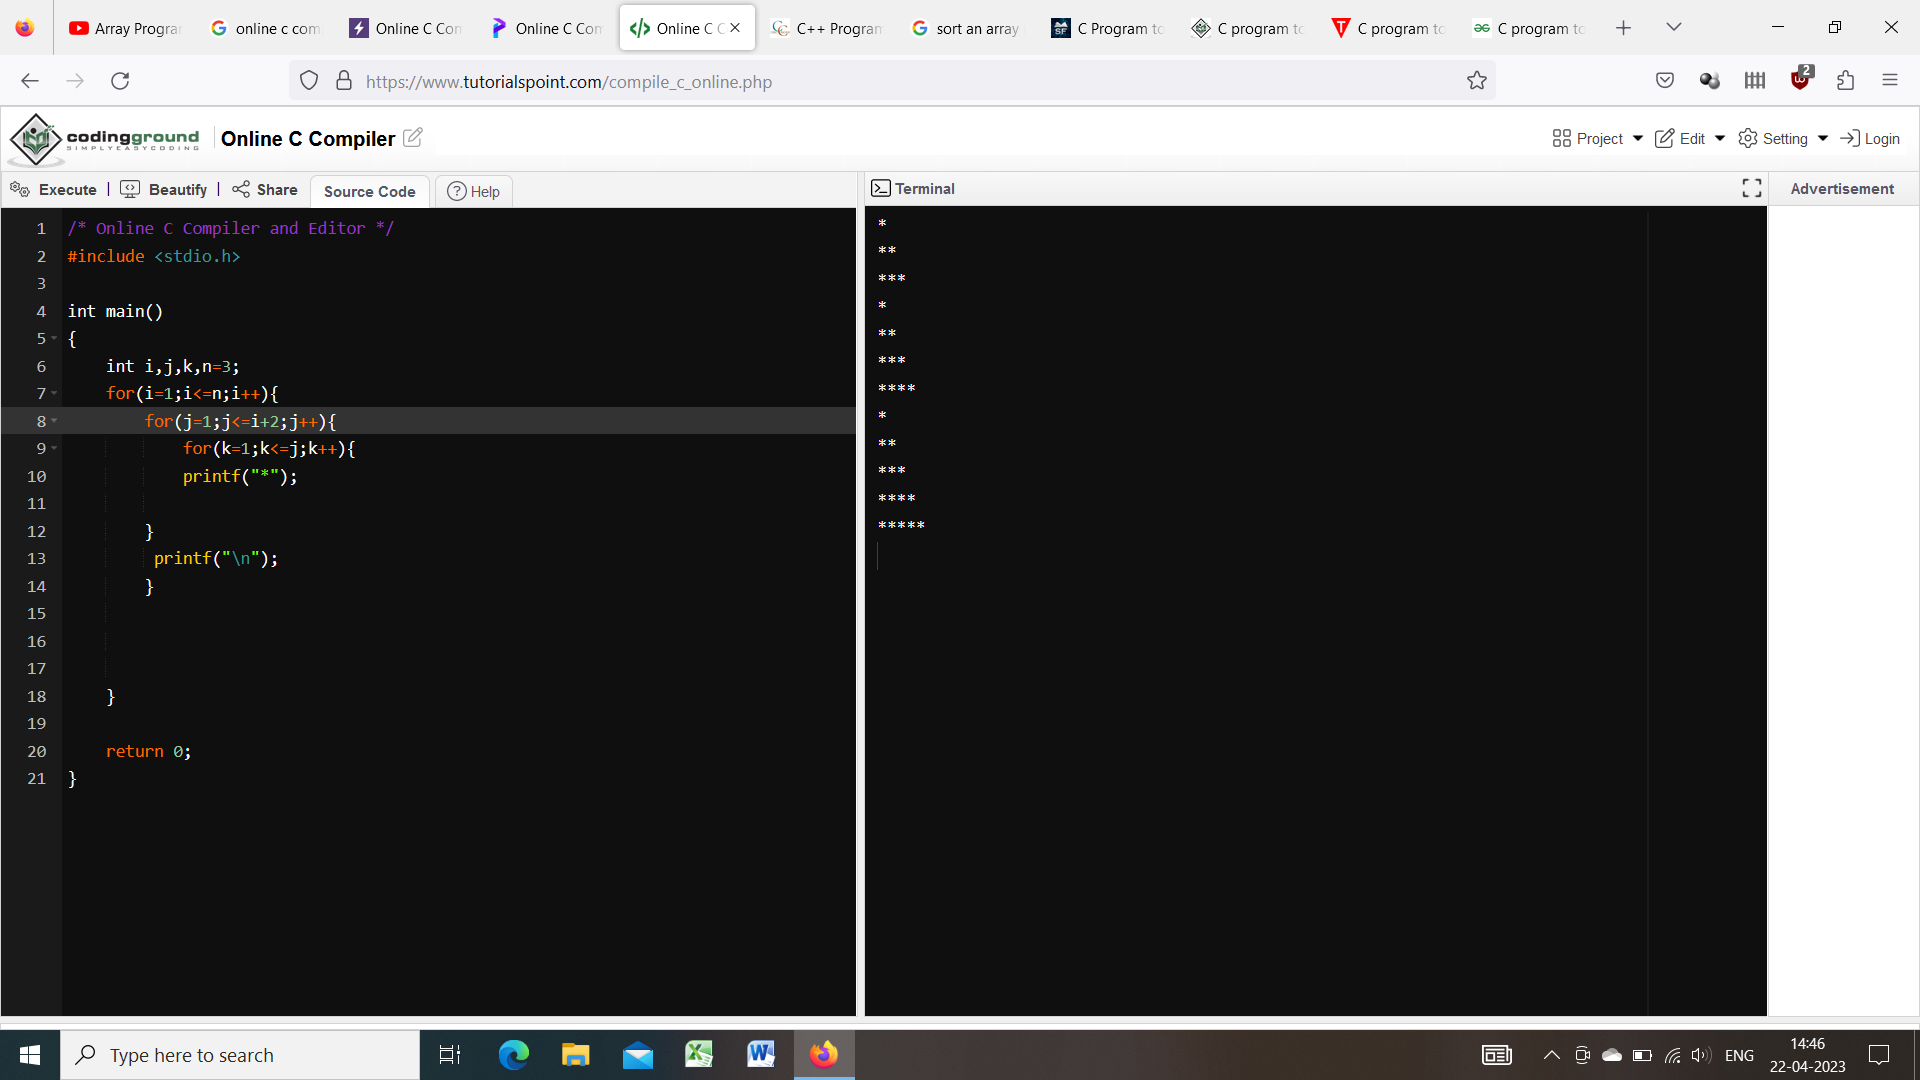 Array Progra
online c com
Online C Con
Online C Con
Online C C
C++ Program
sort an array
C Program to
C program to
C program to
C program to
https://www.tutorialspoint.com/compile_c_online.php
2
codingground
SIMPLYEASYCODING
Online C Compiler
Project
Edit
Setting
Login
Execute
Beautify
Share
Source Code
Help
Terminal
Advertisement
1 /* Online C Compiler and Editor */
2 #include <stdio.h>
3
4 int main()
5 {
6     int i,j,k,n=3;
7     for(i=1;i<=n;i++){
8         for(j=1;j<=i+2;j++){
9             for(k=1;k<=j;k++){
10             printf("*");
11
12         }
13          printf("\n");
14         }
15
16
17
18     }
19
20     return 0;
21 }
*
**
***
*
**
***
****
*
**
***
****
*****
Type here to search
ENG
14:46
22-04-2023